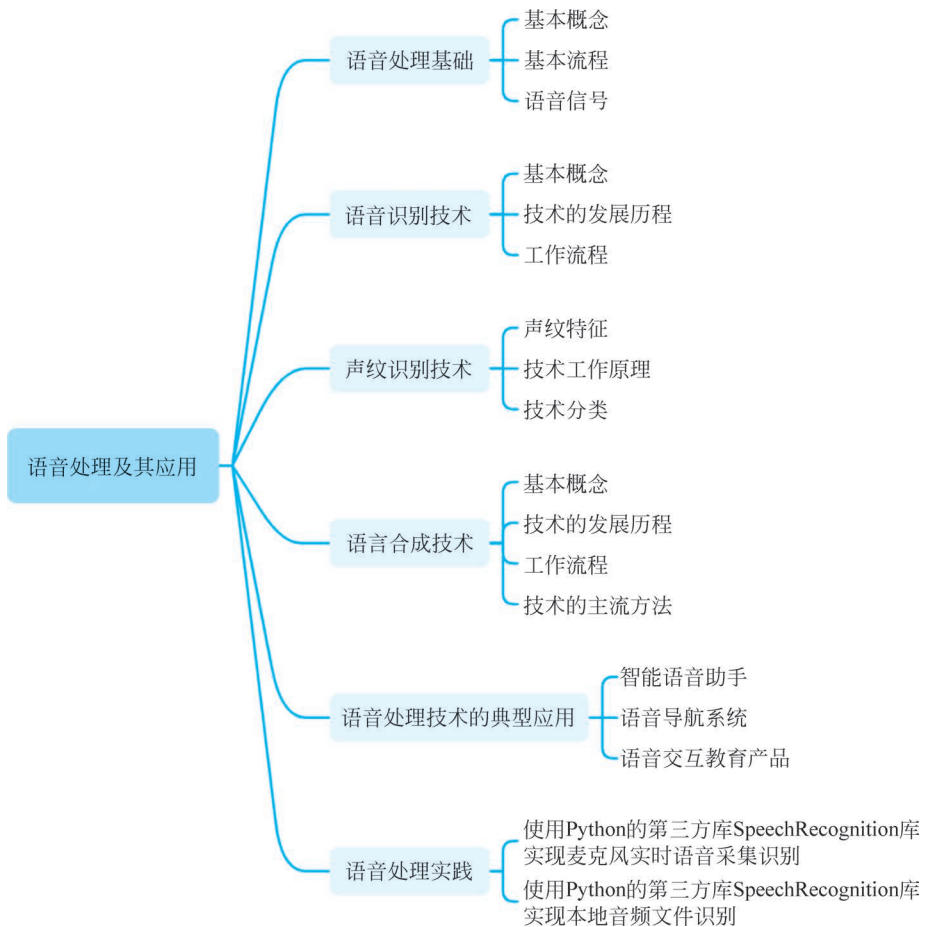 语音处理及其应用
语音处理基础
基本概念
基本流程
语音信号
语音识别技术
基本概念
技术的发展历程
工作流程
声纹识别技术
声纹特征
技术工作原理
技术分类
语言合成技术
基本概念
技术的发展历程
工作流程
技术的主流方法
语音处理技术的典型应用
智能语音助手
语音导航系统
语音交互教育产品
语音处理实践
使用Python的第三方库SpeechRecognition库
实现麦克风实时语音采集识别
使用Python的第三方库SpeechRecognition库
实现本地音频文件识别